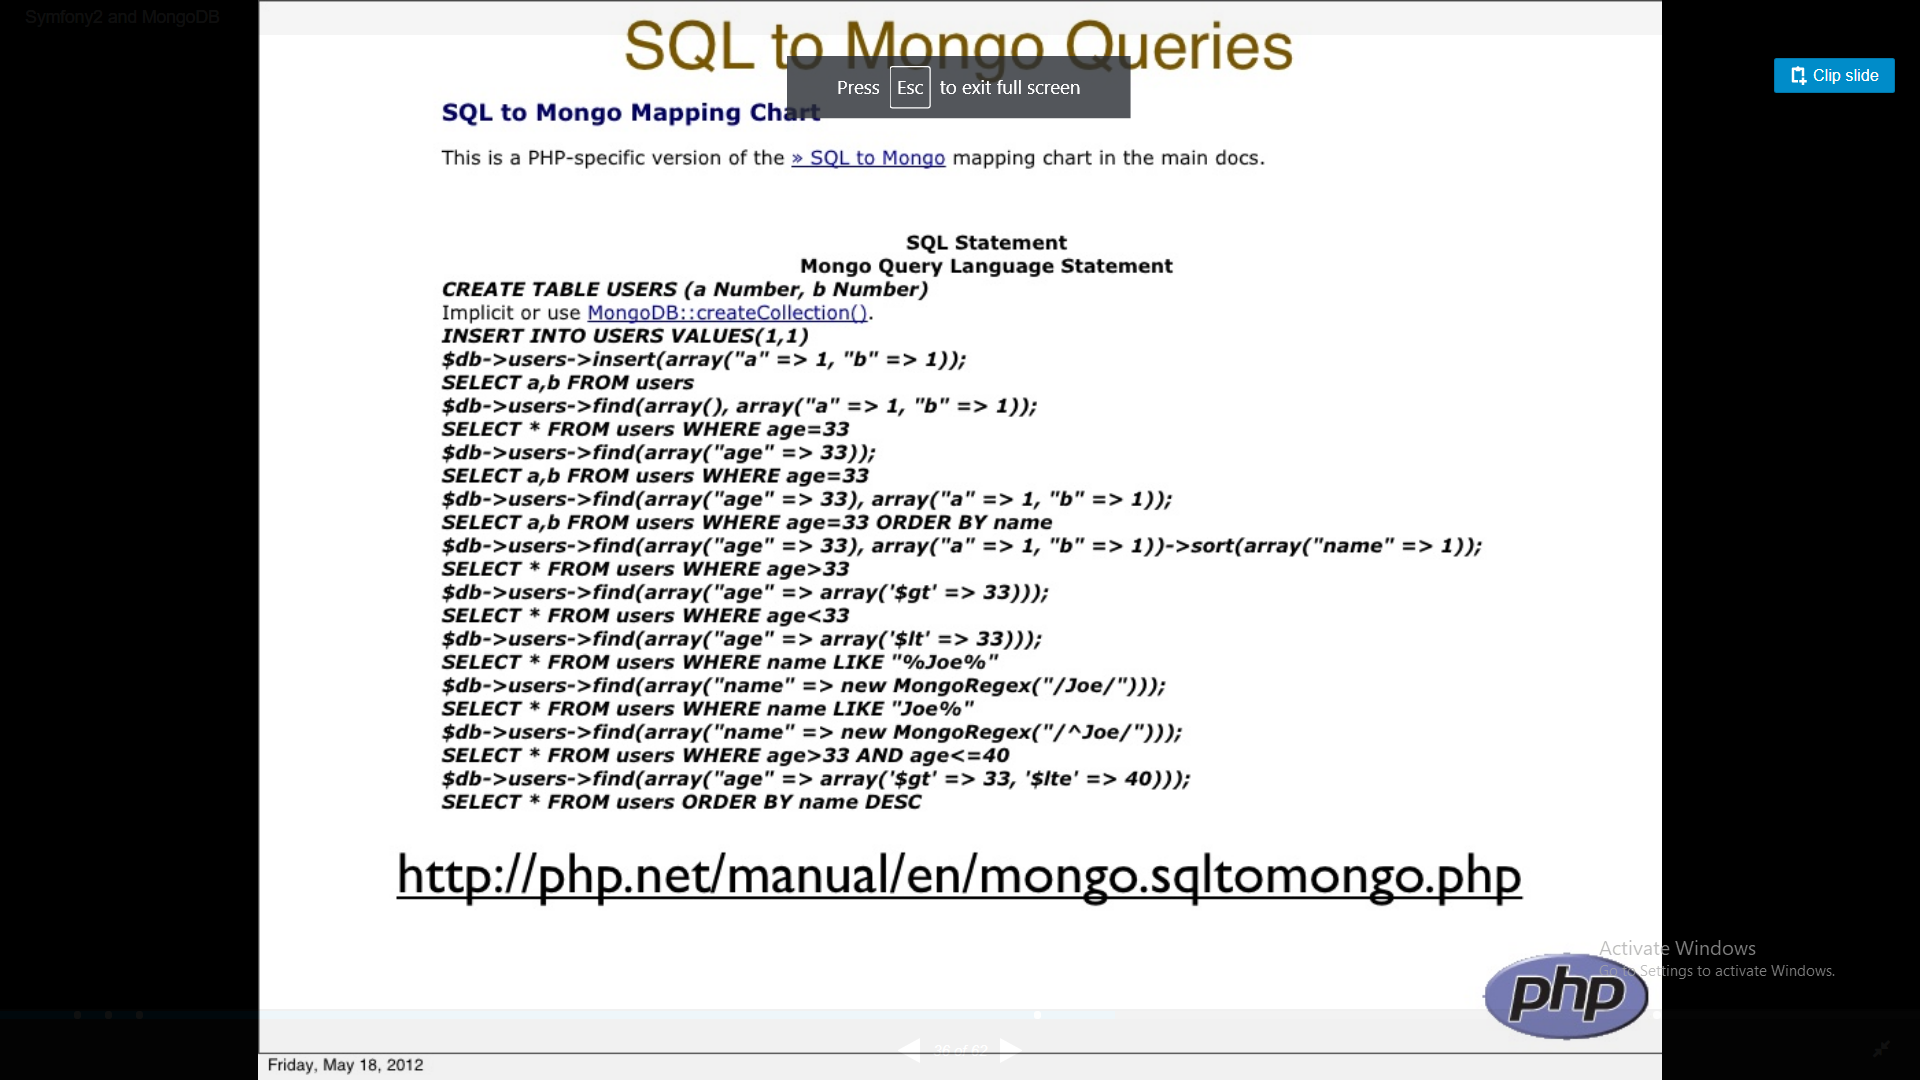 Symfony2 and MongoDB
SQL to Mongo Queries
Press Esc to exit full screen
Clip slide
SQL to Mongo Mapping Chart
This is a PHP-specific version of the » SQL to Mongo mapping chart in the main docs.
SQL Statement
Mongo Query Language Statement
CREATE TABLE USERS (a Number, b Number)
Implicit or use MongoDB::createCollection().
INSERT INTO USERS VALUES(1,1)
$db->users->insert(array("a" => 1, "b" => 1));
SELECT a,b FROM users
$db->users->find(array(), array("a" => 1, "b" => 1));
SELECT * FROM users WHERE age=33
$db->users->find(array("age" => 33));
SELECT a,b FROM users WHERE age=33
$db->users->find(array("age" => 33), array("a" => 1, "b" => 1));
SELECT a,b FROM users WHERE age=33 ORDER BY name
$db->users->find(array("age" => 33), array("a" => 1, "b" => 1))->sort(array("name" => 1));
SELECT * FROM users WHERE age>33
$db->users->find(array("age" => array('$gt' => 33)));
SELECT * FROM users WHERE age<33
$db->users->find(array("age" => array('$lt' => 33)));
SELECT * FROM users WHERE name LIKE "%Joe%"
$db->users->find(array("name" => new MongoRegex("/Joe/")));
SELECT * FROM users WHERE name LIKE "Joe%"
$db->users->find(array("name" => new MongoRegex("/^Joe/")));
SELECT * FROM users WHERE age>33 AND age<=40
$db->users->find(array("age" => array('$gt' => 33, '$lte' => 40)));
SELECT * FROM users ORDER BY name DESC
http://php.net/manual/en/mongo.sqltomongo.php
Activate Windows
Go to Settings to activate Windows.
php
36 of 62
Friday, May 18, 2012